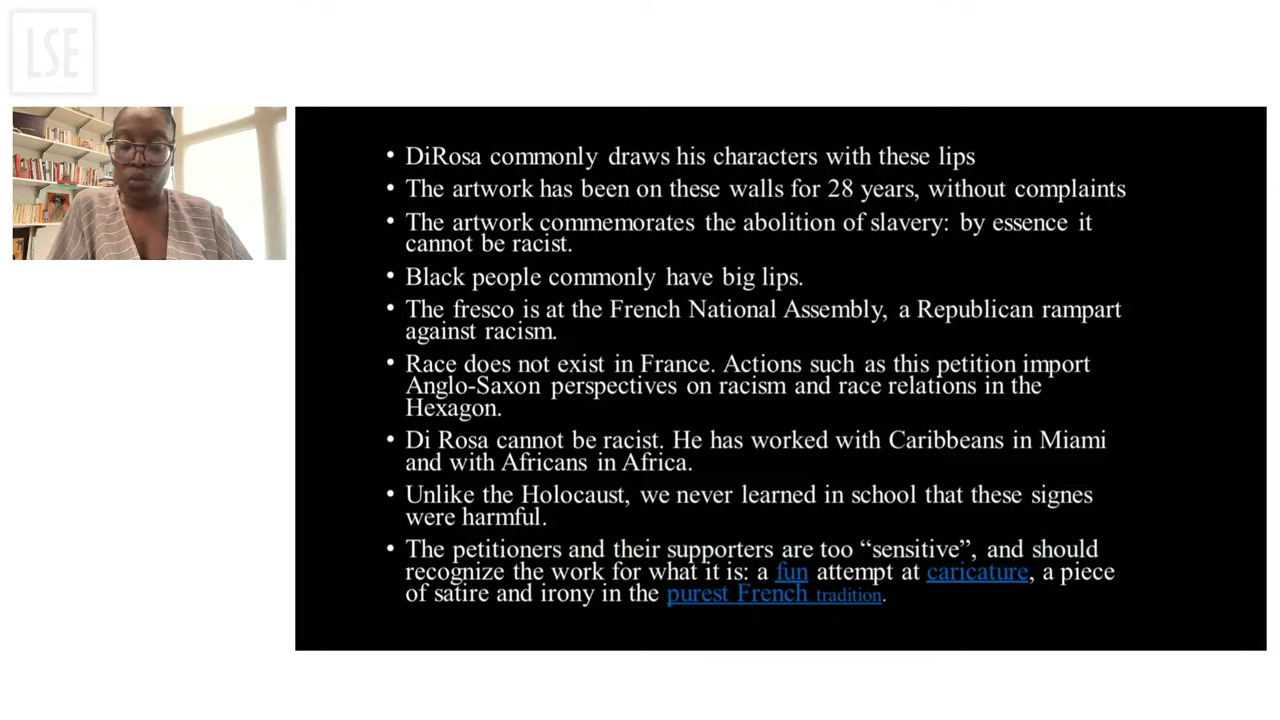 LSE
• DiRosa commonly draws his characters with these lips
• The artwork has been on these walls for 28 years, without complaints
• The artwork commemorates the abolition of slavery: by essence it
cannot be racist.
• Black people commonly have big lips.
• The fresco is at the French National Assembly, a Republican rampart
against racism.
• Race does not exist in France. Actions such as this petition import
Anglo-Saxon perspectives on racism and race relations in the
Hexagon.
• Di Rosa cannot be racist. He has worked with Caribbeans in Miami
and with Africans in Africa.
• Unlike the Holocaust, we never learned in school that these signes
were harmful.
• The petitioners and their supporters are too “sensitive”, and should
recognize the work for what it is: a fun attempt at caricature, a piece
of satire and irony in the purest French tradition.